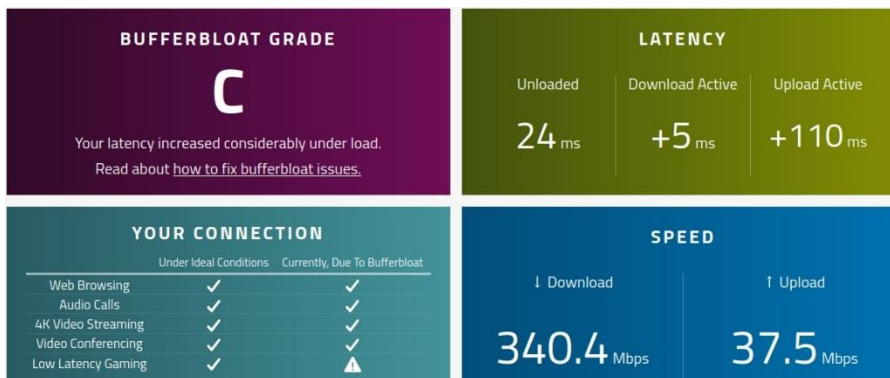 BUFFERBLOAT GRADE
C
Your latency increased considerably under load.
Read about how to fix bufferbloat issues.
LATENCY
Unloaded Download Active Upload Active
24 ms +5 ms +110 ms
YOUR CONNECTION
Under Ideal Conditions Currently, Due To Bufferbloat
Web Browsing
Audio Calls
4K Video Streaming
Video Conferencing
Low Latency Gaming
SPEED
↓ Download ↑ Upload
340.4 Mbps 37.5 Mbps